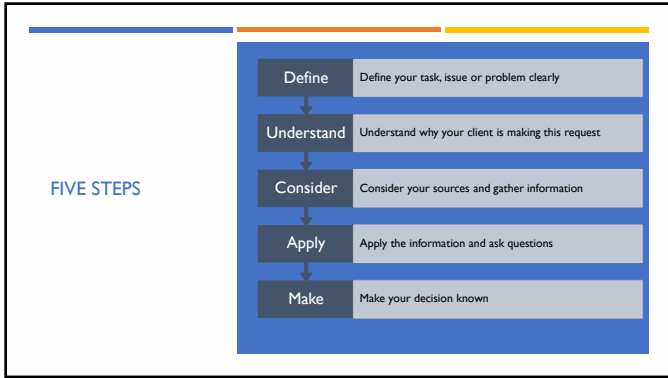 FIVE STEPS
Define
Define your task, issue or problem clearly
Understand
Understand why your client is making this request
Consider
Consider your sources and gather information
Apply
Apply the information and ask questions
Make
Make your decision known